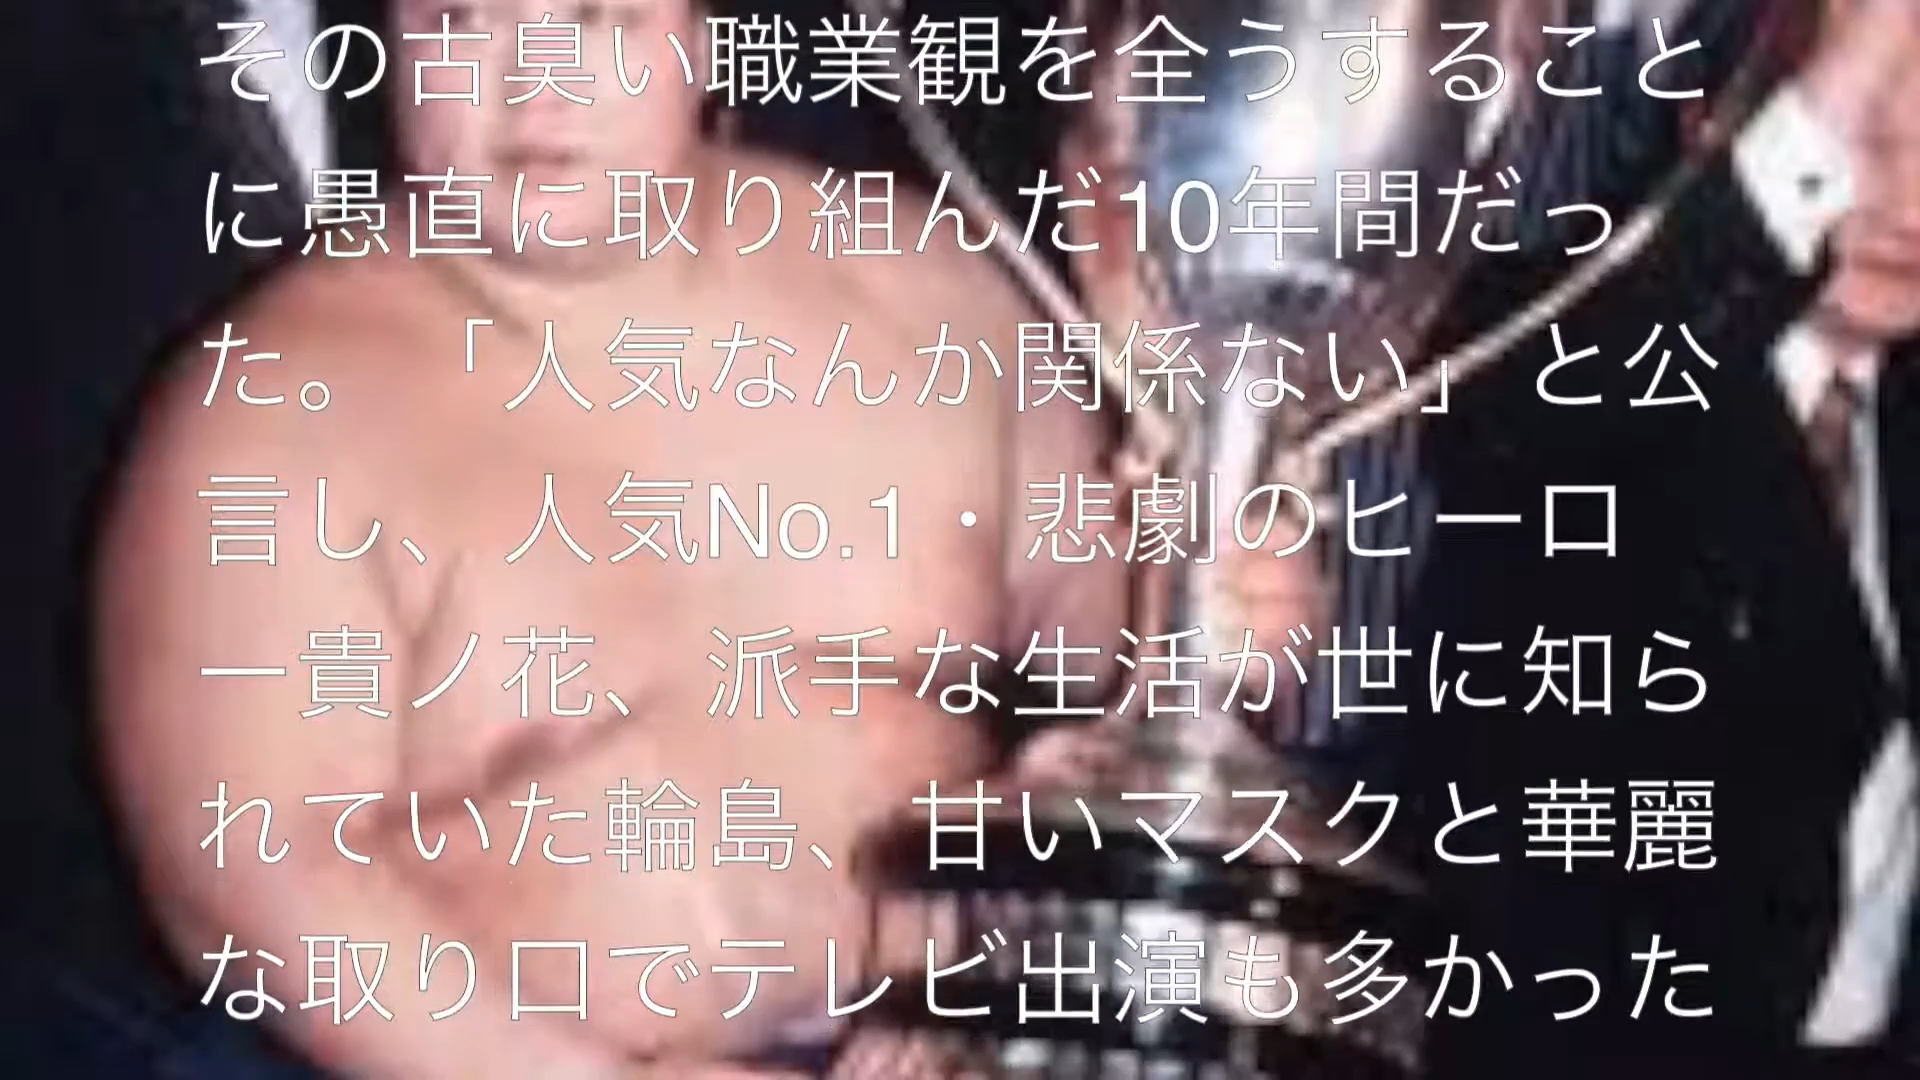 その古臭い職業観を全うすること
に愚直に取り組んだ10年間だっ
た。「人気なんか関係ない」と公
言し、人気No.1・悲劇のヒーロ
ー貴ノ花、派手な生活が世に知ら
れていた輪島、甘いマスクと華麗
な取り口でテレビ出演も多かった